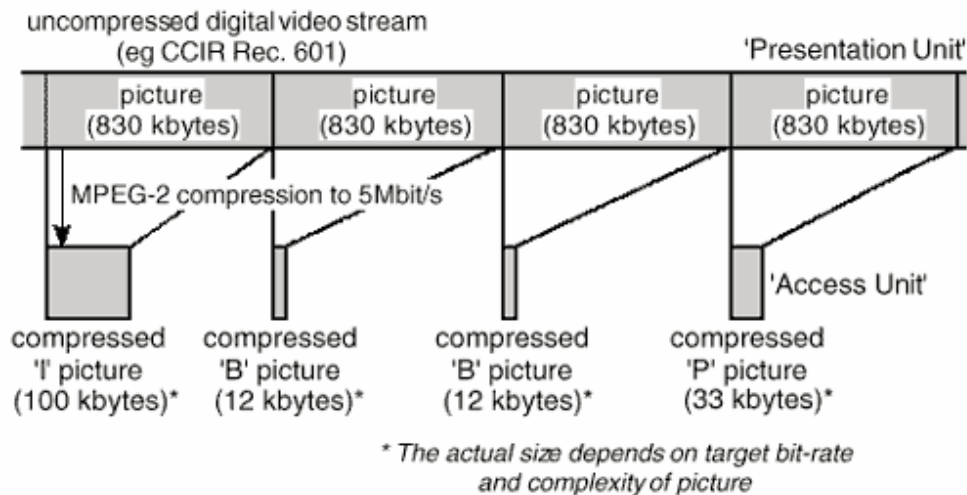 uncompressed digital video stream
(eg CCIR Rec. 601)
'Presentation Unit'
picture
(830 kbytes)
picture
(830 kbytes)
picture
(830 kbytes)
picture
(830 kbytes)
MPEG-2 compression to 5Mbit/s
'Access Unit'
compressed
'I' picture
(100 kbytes)*
compressed
'B' picture
(12 kbytes)*
compressed
'B' picture
(12 kbytes)*
compressed
'P' picture
(33 kbytes)*
* The actual size depends on target bit-rate
and complexity of picture